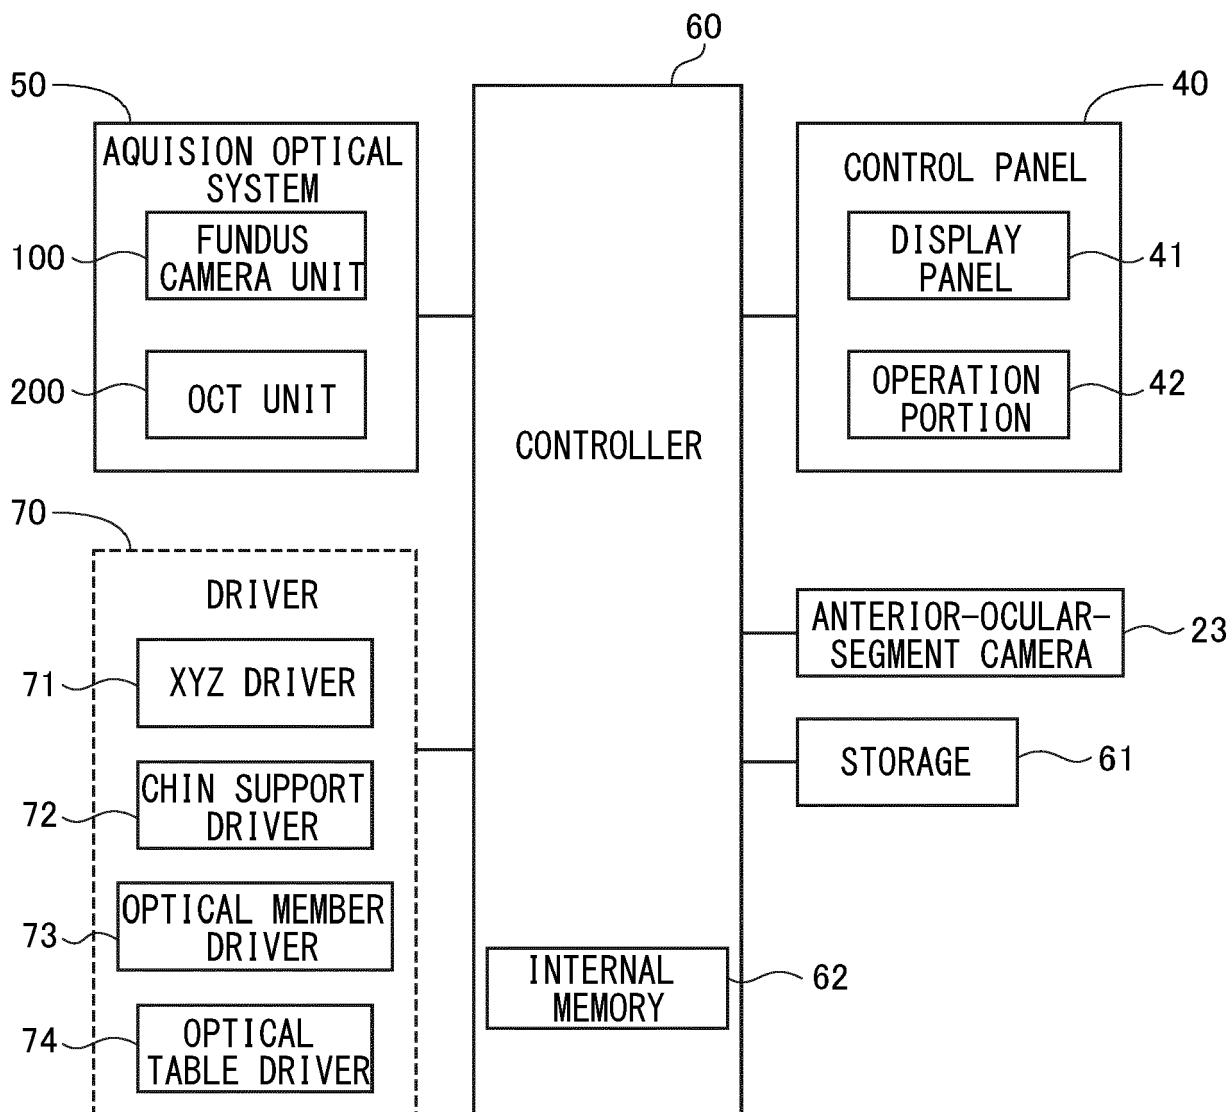 60
50
40
AQUISION OPTICAL
SYSTEM
CONTROL PANEL
100
FUNDUS
CAMERA UNIT
DISPLAY
PANEL
41
200
OCT UNIT
OPERATION
PORTION
42
CONTROLLER
70
DRIVER
ANTERIOR-OCULAR-
SEGMENT CAMERA
23
71
XYZ DRIVER
STORAGE
61
72
CHIN SUPPORT
DRIVER
73
OPTICAL MEMBER
DRIVER
INTERNAL
MEMORY
62
74
OPTICAL
TABLE DRIVER